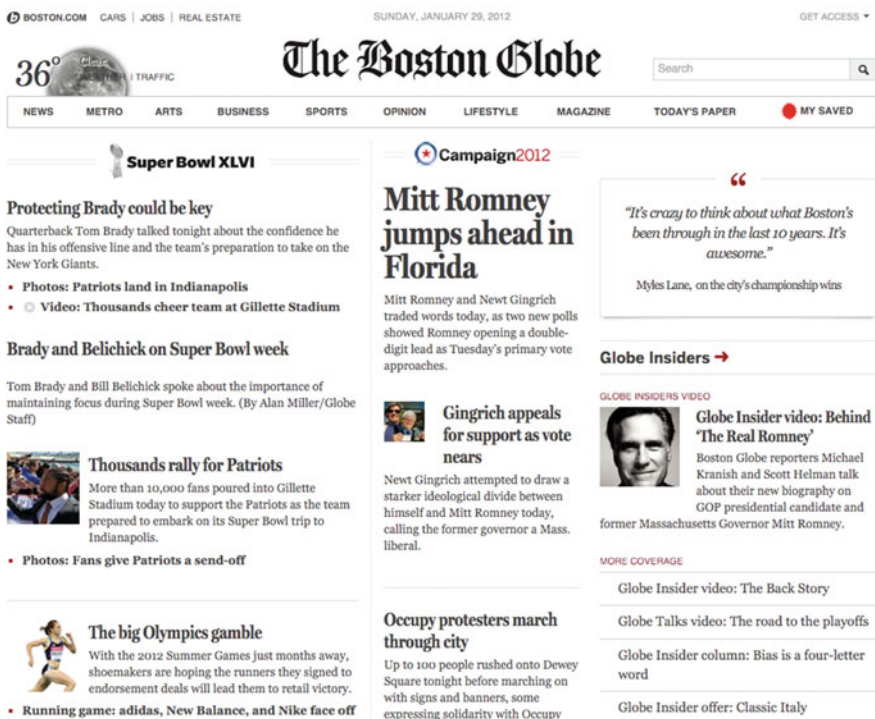 BOSTON.COM CARS | JOBS | REAL ESTATE
SUNDAY, JANUARY 29, 2012
GET ACCESS
36°
Clear
WEATHER | TRAFFIC
The Boston Globe
Search
NEWS METRO ARTS BUSINESS SPORTS OPINION LIFESTYLE MAGAZINE TODAY'S PAPER MY SAVED
Super Bowl XLVI
Protecting Brady could be key
Quarterback Tom Brady talked tonight about the confidence he
has in his offensive line and the team's preparation to take on the
New York Giants.
Photos: Patriots land in Indianapolis
Video: Thousands cheer team at Gillette Stadium
Brady and Belichick on Super Bowl week
Tom Brady and Bill Belichick spoke about the importance of
maintaining focus during Super Bowl week. (By Alan Miller/Globe
Staff)
Thousands rally for Patriots
More than 10,000 fans poured into Gillette
Stadium today to support the Patriots as the team
prepared to embark on its Super Bowl trip to
Indianapolis.
Photos: Fans give Patriots a send-off
The big Olympics gamble
With the 2012 Summer Games just months away,
shoemakers are hoping the runners they signed to
endorsement deals will lead them to retail victory.
Running game: adidas, New Balance, and Nike face off
Campaign2012
Mitt Romney
jumps ahead in
Florida
Mitt Romney and Newt Gingrich
traded words today, as two new polls
showed Romney opening a double-
digit lead as Tuesday's primary vote
approaches.
Gingrich appeals
for support as vote
nears
Newt Gingrich attempted to draw a
starker ideological divide between
himself and Mitt Romney today,
calling the former governor a Mass.
liberal.
Occupy protesters march
through city
Up to 100 people rushed onto Dewey
Square tonight before marching on
with signs and banners, some
expressing solidarity with Occupy
“
“It's crazy to think about what Boston's
been through in the last 10 years. It's
awesome.”
Myles Lane, on the city's championship wins
Globe Insiders →
GLOBE INSIDERS VIDEO
Globe Insider video: Behind
‘The Real Romney’
Boston Globe reporters Michael
Kranish and Scott Helman talk
about their new biography on
GOP presidential candidate and
former Massachusetts Governor Mitt Romney.
MORE COVERAGE
Globe Insider video: The Back Story
Globe Talks video: The road to the playoffs
Globe Insider column: Bias is a four-letter
word
Globe Insider offer: Classic Italy